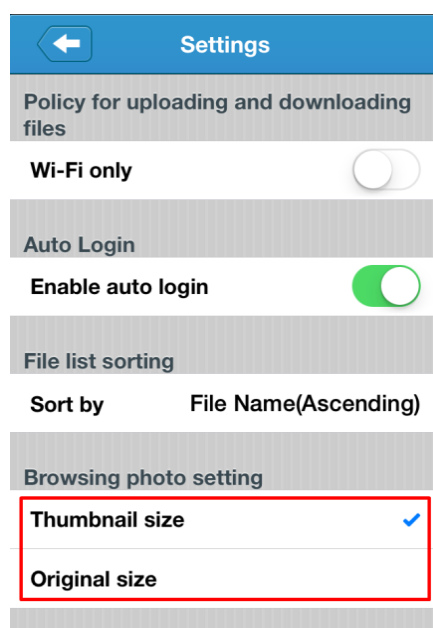 Settings
Policy for uploading and downloading
files
Wi-Fi only
Auto Login
Enable auto login
File list sorting
Sort by File Name(Ascending)
Browsing photo setting
Thumbnail size
Original size